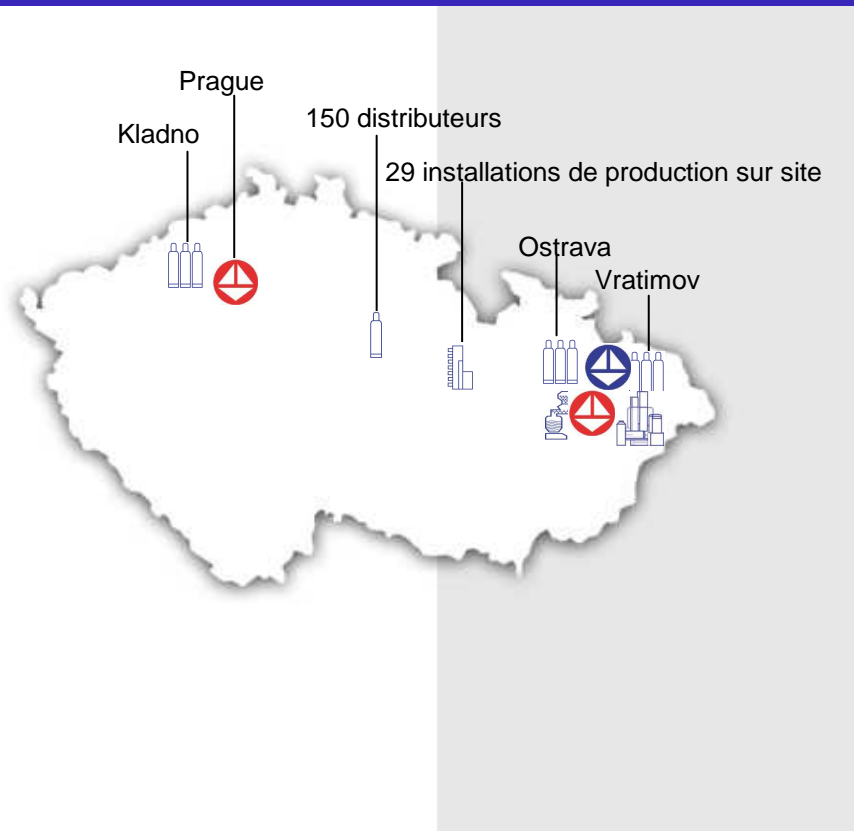 Prague
Kladno
150 distributeurs
29 installations de production sur site
Ostrava
Vratimov